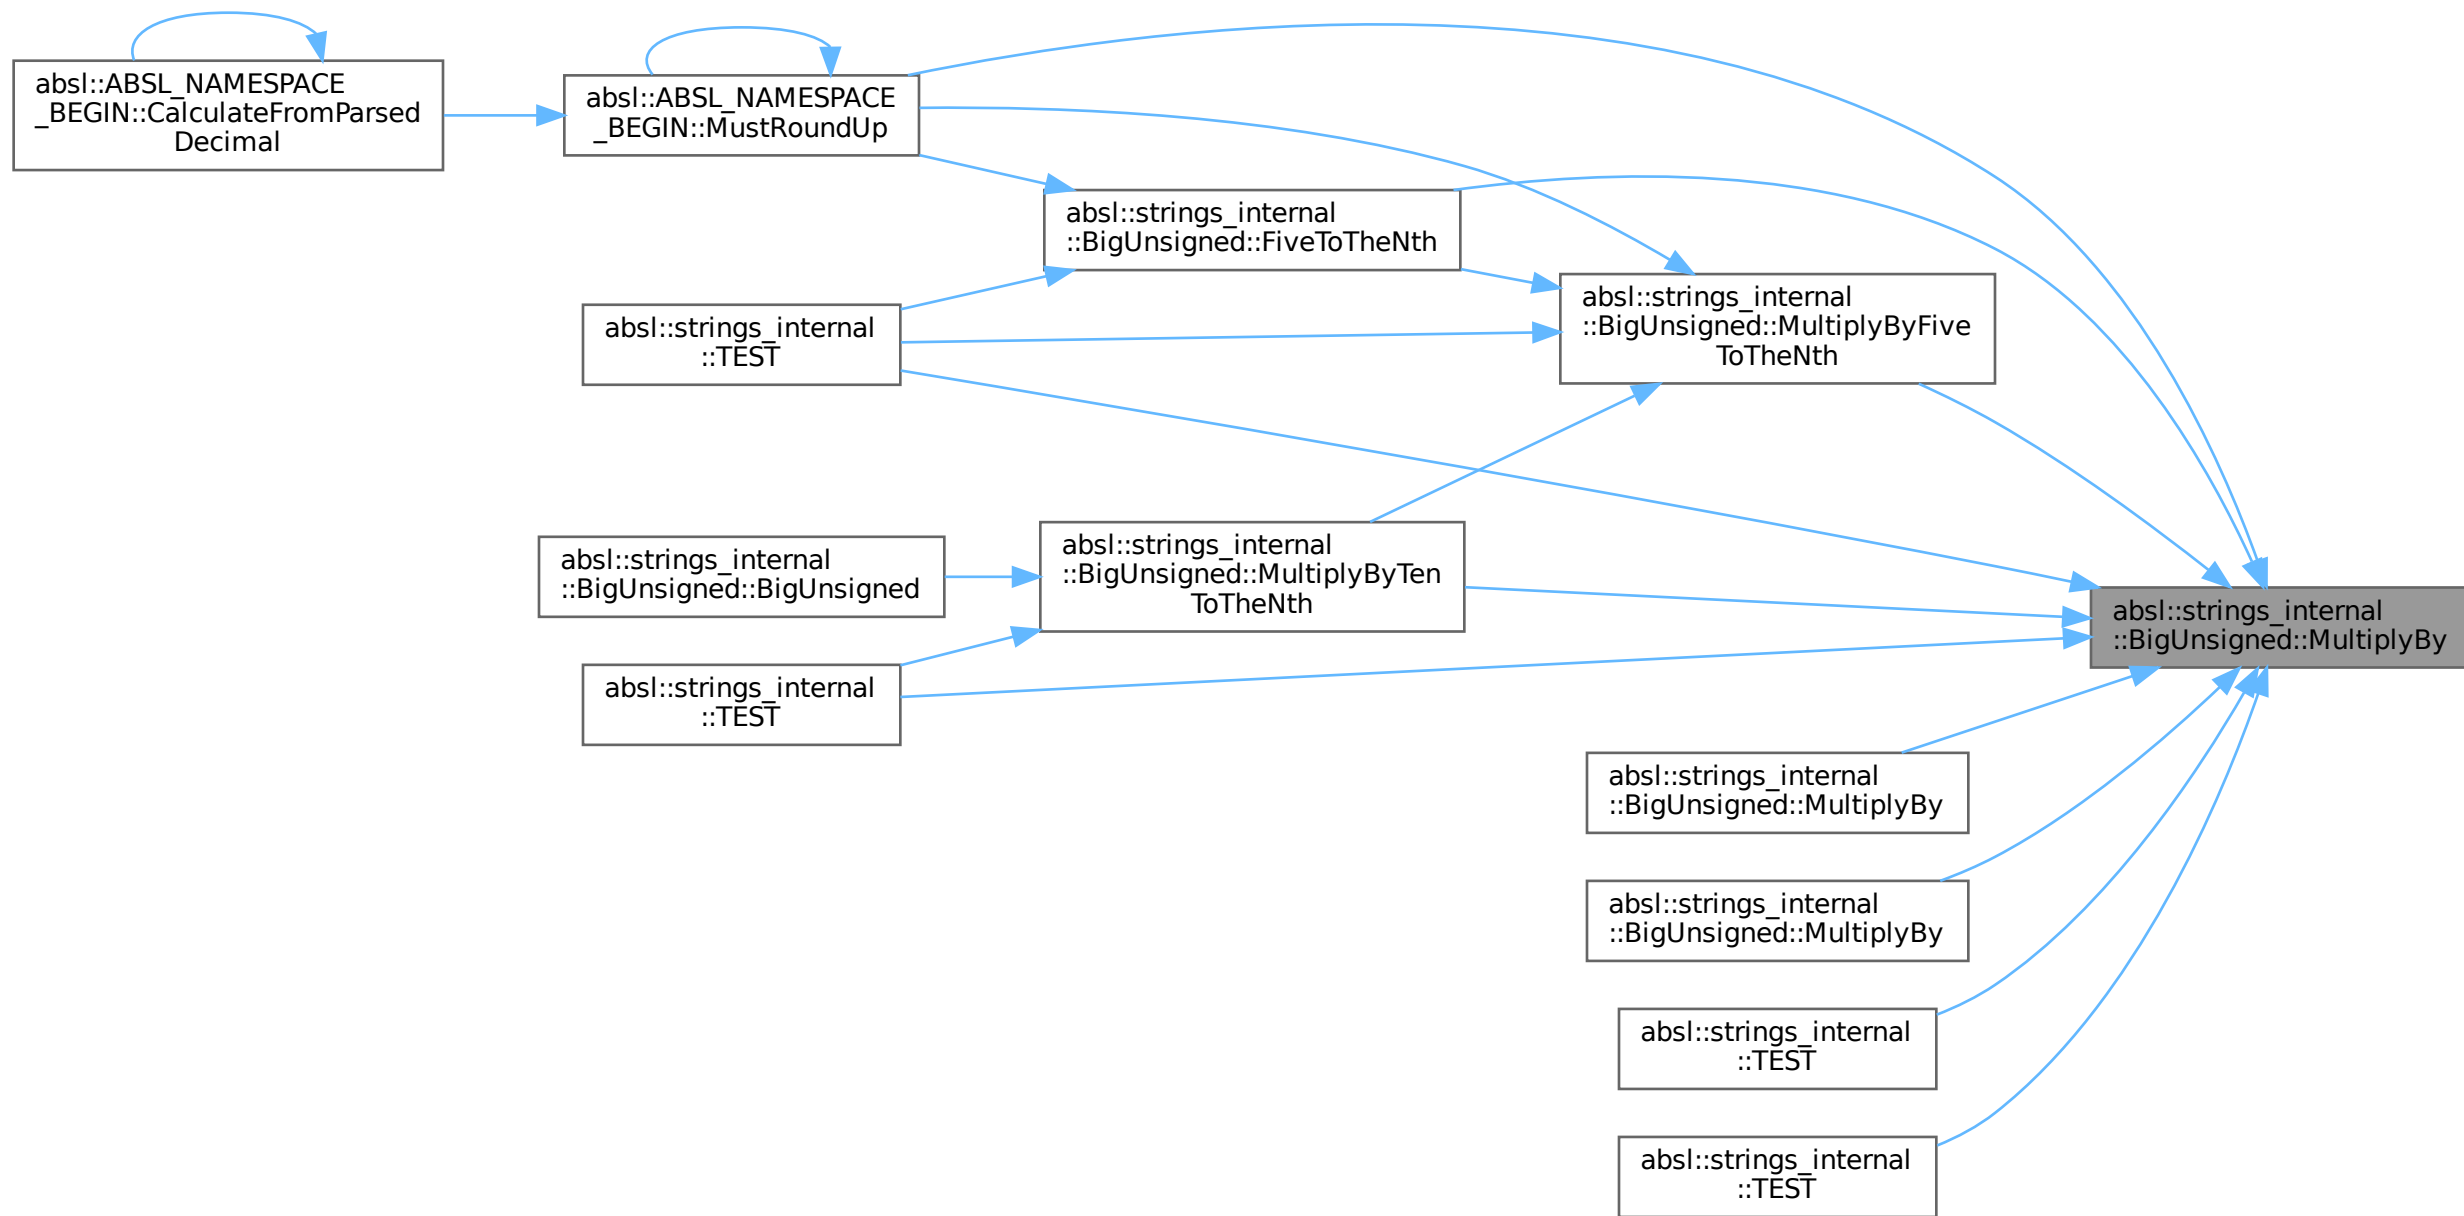 absl::ABSL_NAMESPACE
_BEGIN::CalculateFromParsed
Decimal
absl::ABSL_NAMESPACE
_BEGIN::MustRoundUp
absl::strings_internal
::BigUnsigned::FiveToTheNth
absl::strings_internal
::TEST
absl::strings_internal
::BigUnsigned::MultiplyByFive
ToTheNth
absl::strings_internal
::BigUnsigned::BigUnsigned
absl::strings_internal
::BigUnsigned::MultiplyByTen
ToTheNth
absl::strings_internal
::TEST
absl::strings_internal
::BigUnsigned::MultiplyBy
absl::strings_internal
::BigUnsigned::MultiplyBy
absl::strings_internal
::BigUnsigned::MultiplyBy
absl::strings_internal
::TEST
absl::strings_internal
::TEST